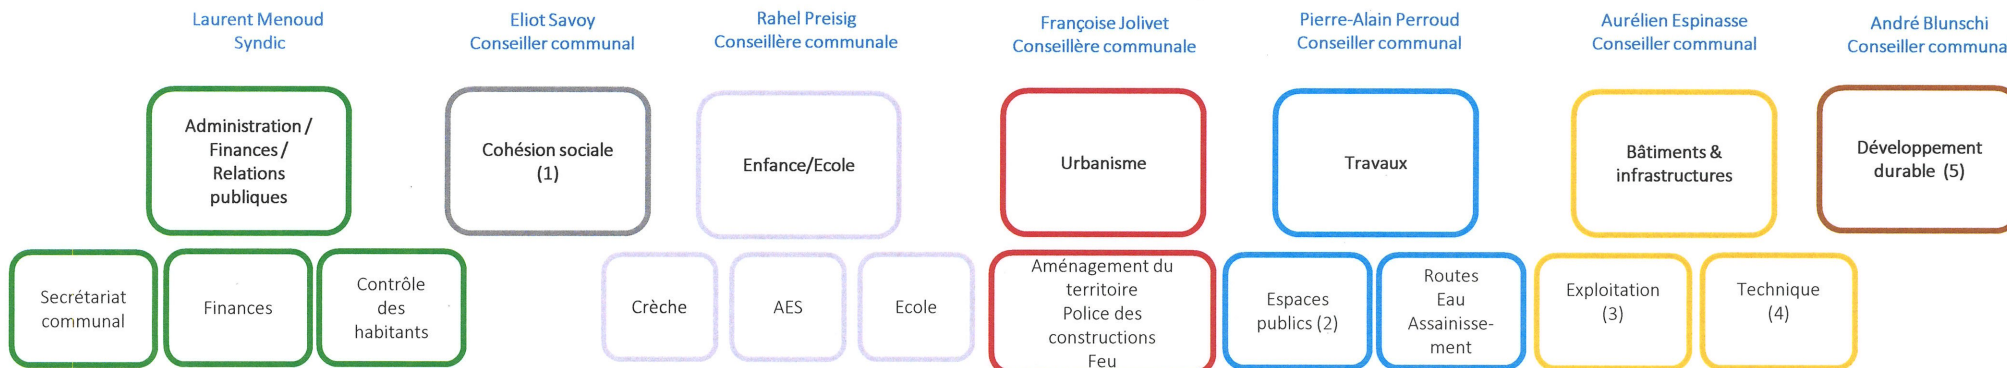 Laurent Menoud
Syndic
Eliot Savoy
Conseiller communal
Rahel Preisig
Conseillère communale
Françoise Jolivet
Conseillère communale
Pierre-Alain Perroud
Conseiller communal
Aurélien Espinasse
Conseiller communal
André Blunschi
Conseiller communa
Administration /
Finances /
Relations
publiques
Cohésion sociale
(1)
Enfance/Ecole
Urbanisme
Travaux
Bâtiments &
infrastructures
Développement
durable (5)
Secrétariat
communal
Finances
Contrôle
des
habitants
Crèche
AES
Ecole
Aménagement du
territoire
Police des
constructions
Feu
Espaces
publics (2)
Routes
Eau
Assainisse-
ment
Exploitation
(3)
Technique
(4)